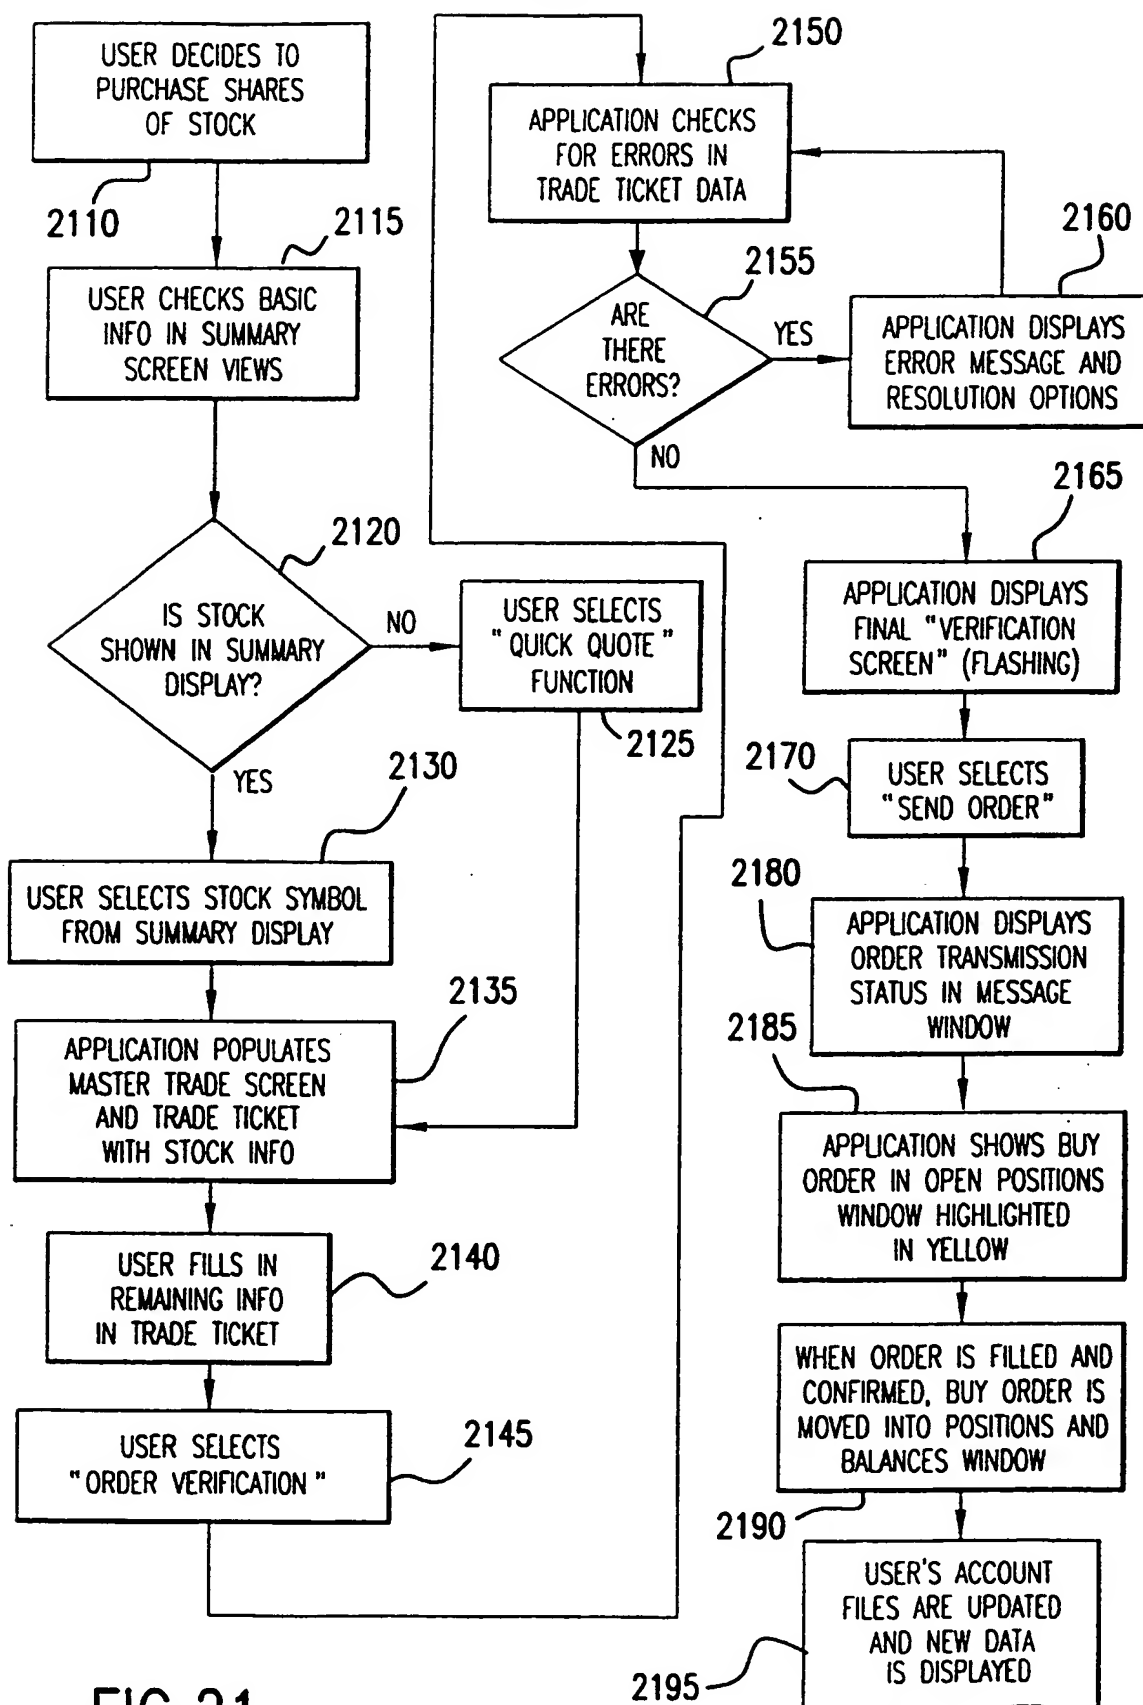 USER DECIDES TO
PURCHASE SHARES
OF STOCK
2110
2115
USER CHECKS BASIC
INFO IN SUMMARY
SCREEN VIEWS
2120
IS STOCK
SHOWN IN SUMMARY
DISPLAY?
NO
USER SELECTS
"QUICK QUOTE"
FUNCTION
2125
YES
2130
USER SELECTS STOCK SYMBOL
FROM SUMMARY DISPLAY
2135
APPLICATION POPULATES
MASTER TRADE SCREEN
AND TRADE TICKET
WITH STOCK INFO
USER FILLS IN
REMAINING INFO
IN TRADE TICKET
2140
USER SELECTS
"ORDER VERIFICATION"
2145
2150
APPLICATION CHECKS
FOR ERRORS IN
TRADE TICKET DATA
2155
ARE
THERE
ERRORS?
YES
2160
APPLICATION DISPLAYS
ERROR MESSAGE AND
RESOLUTION OPTIONS
NO
2165
APPLICATION DISPLAYS
FINAL "VERIFICATION
SCREEN" (FLASHING)
2170
USER SELECTS
"SEND ORDER"
2180
APPLICATION DISPLAYS
ORDER TRANSMISSION
STATUS IN MESSAGE
WINDOW
2185
APPLICATION SHOWS BUY
ORDER IN OPEN POSITIONS
WINDOW HIGHLIGHTED
IN YELLOW
WHEN ORDER IS FILLED AND
CONFIRMED, BUY ORDER IS
MOVED INTO POSITIONS AND
BALANCES WINDOW
2190
USER'S ACCOUNT
FILES ARE UPDATED
AND NEW DATA
IS DISPLAYED
2195
FIG. 21